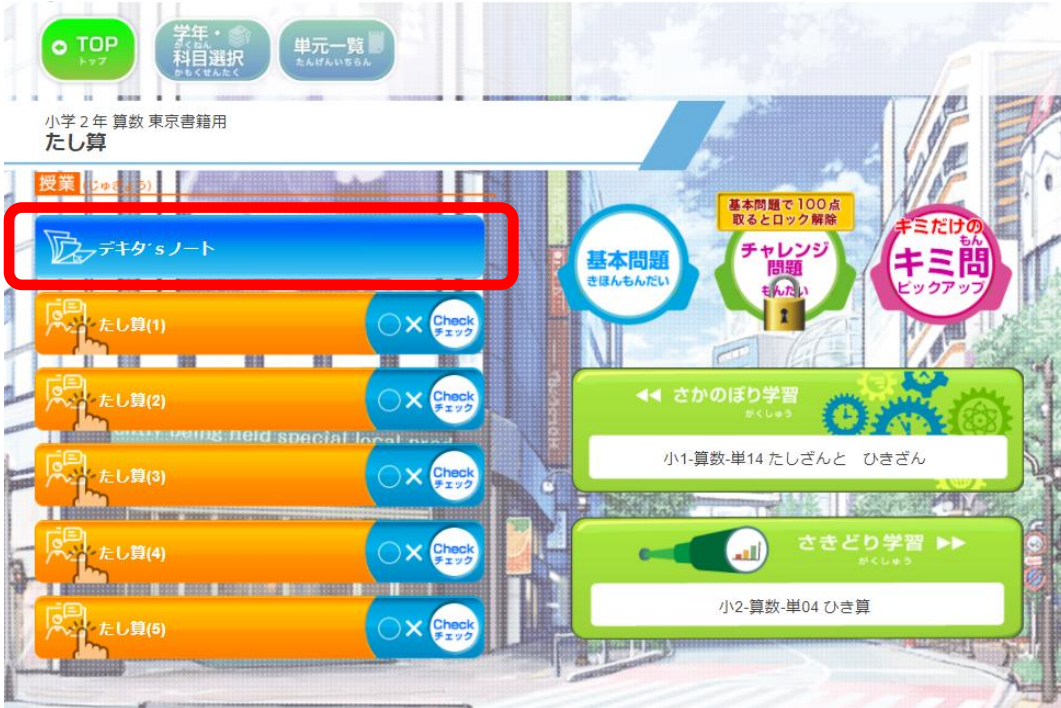 TOP
トップ
学年・
がくねん
科目選択
かもくせんたく
単元一覧
たんげんいちらん
小学2年 算数 東京書籍用
たし算
授業 (じゅぎょう)
デキタ´sノート
たし算(1)
○× Check
チェック
たし算(2)
○× Check
チェック
たし算(3)
○× Check
チェック
たし算(4)
○× Check
チェック
たし算(5)
○× Check
チェック
基本問題
きほんもんだい
基本問題で100点
取るとロック解除
チャレンジ
問題
もんだい
キミだけの
もん
キミ問
ピックアップ
さかのぼり学習
がくしゅう
小1-算数-単14 たしざんと ひきざん
さきどり学習
がくしゅう
小2-算数-単04 ひき算
being held special local